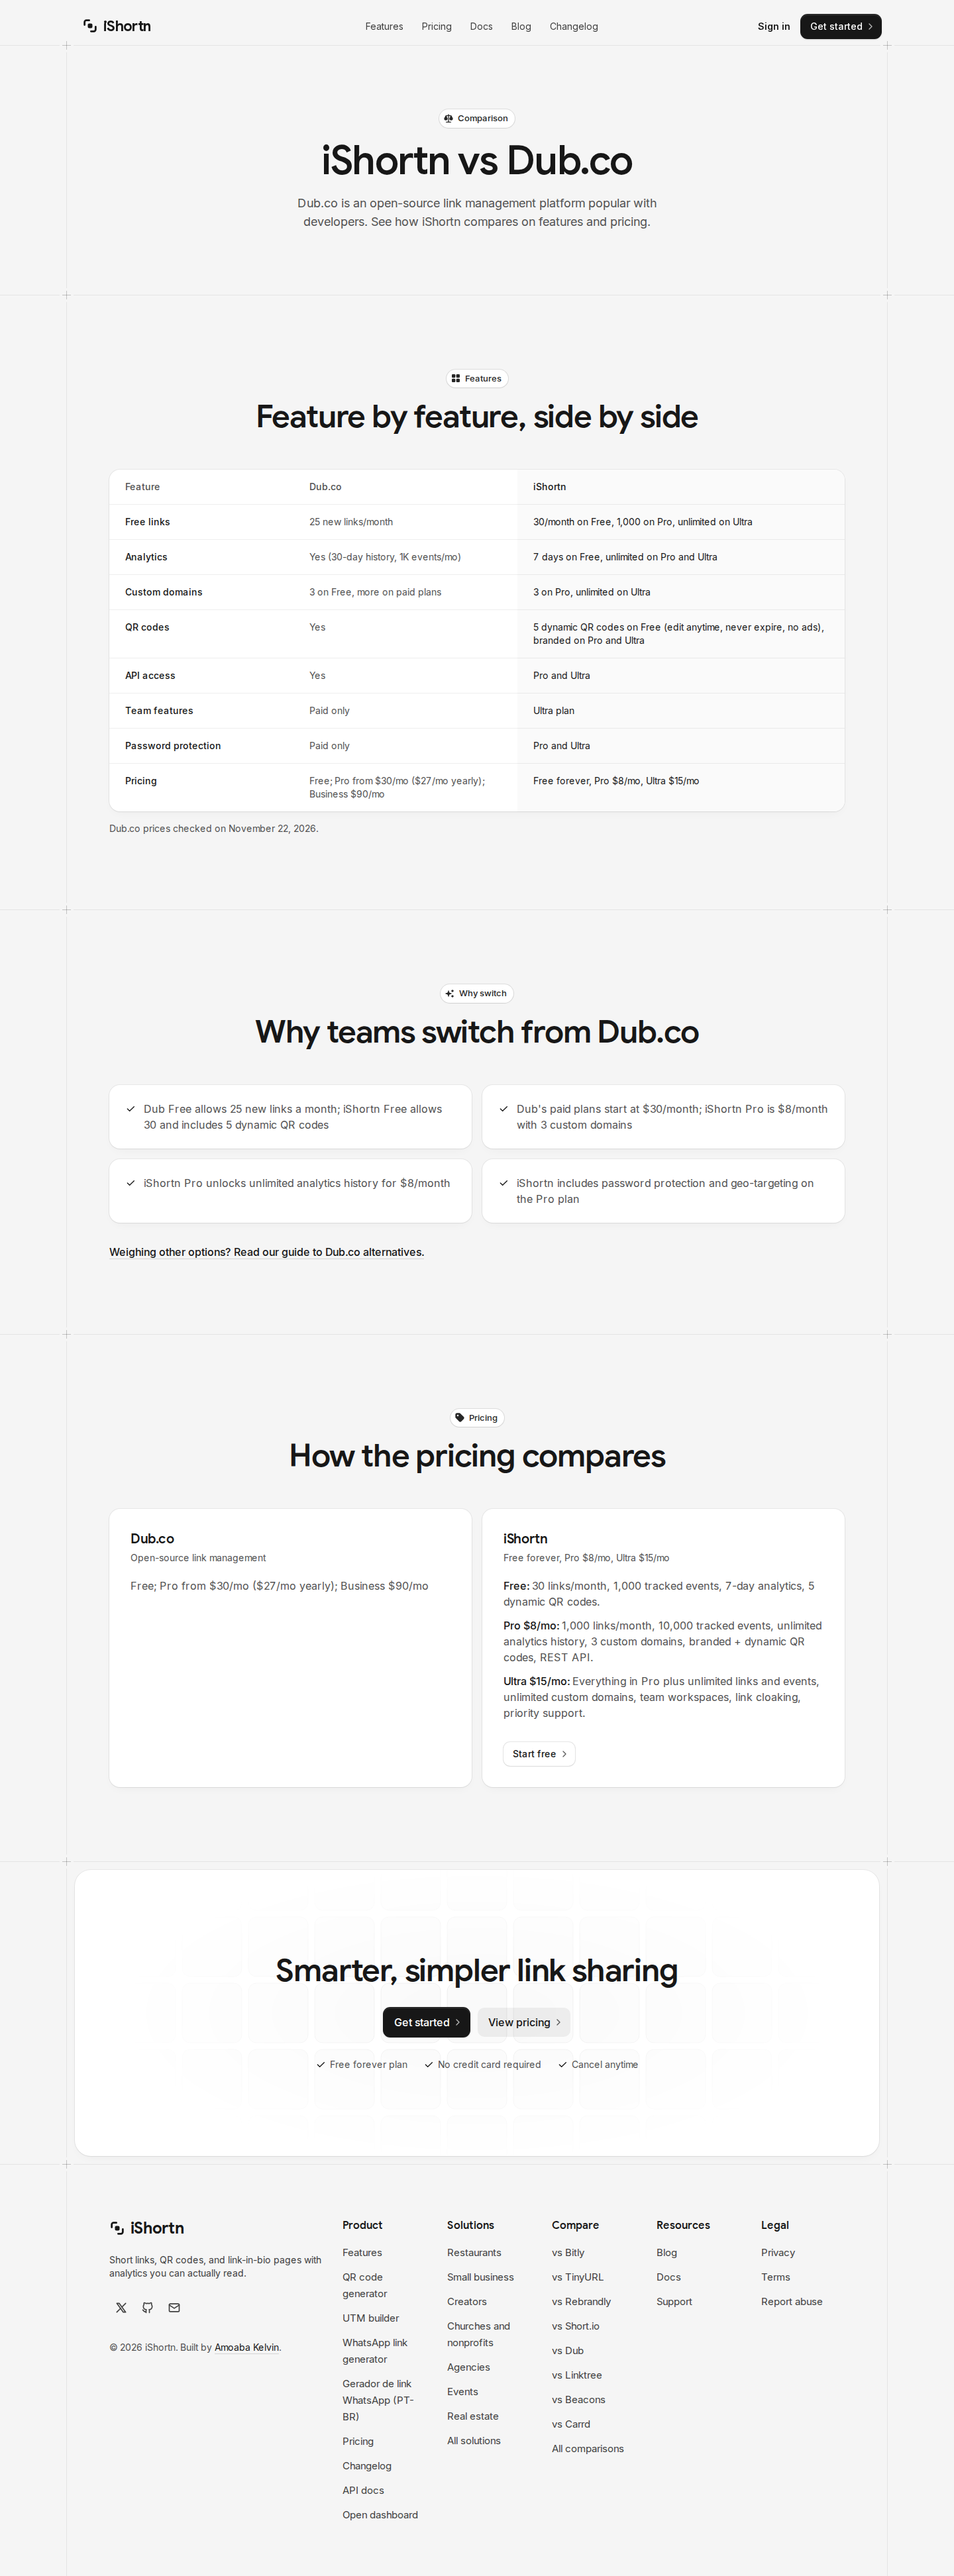 iShortn
Features
Pricing
Docs
Blog
Changelog
Sign in
Get started
Comparison
iShortn vs Dub.co
Dub.co is an open-source link management platform popular with
developers. See how iShortn compares on features and pricing.
Features
Feature by feature, side by side
Feature Dub.co iShortn
Free links 25 new links/month 30/month on Free, 1,000 on Pro, unlimited on Ultra
Analytics Yes (30-day history, 1K events/mo) 7 days on Free, unlimited on Pro and Ultra
Custom domains 3 on Free, more on paid plans 3 on Pro, unlimited on Ultra
QR codes Yes 5 dynamic QR codes on Free (edit anytime, never expire, no ads),
branded on Pro and Ultra
API access Yes Pro and Ultra
Team features Paid only Ultra plan
Password protection Paid only Pro and Ultra
Pricing Free; Pro from $30/mo ($27/mo yearly); Free forever, Pro $8/mo, Ultra $15/mo
Business $90/mo
Dub.co prices checked on November 22, 2026.
Why switch
Why teams switch from Dub.co
Dub Free allows 25 new links a month; iShortn Free allows
30 and includes 5 dynamic QR codes
Dub's paid plans start at $30/month; iShortn Pro is $8/month
with 3 custom domains
iShortn Pro unlocks unlimited analytics history for $8/month
iShortn includes password protection and geo-targeting on
the Pro plan
Weighing other options? Read our guide to Dub.co alternatives.
Pricing
How the pricing compares
Dub.co
Open-source link management
Free; Pro from $30/mo ($27/mo yearly); Business $90/mo
iShortn
Free forever, Pro $8/mo, Ultra $15/mo
Free: 30 links/month, 1,000 tracked events, 7-day analytics, 5
dynamic QR codes.
Pro $8/mo: 1,000 links/month, 10,000 tracked events, unlimited
analytics history, 3 custom domains, branded + dynamic QR
codes, REST API.
Ultra $15/mo: Everything in Pro plus unlimited links and events,
unlimited custom domains, team workspaces, link cloaking,
priority support.
Start free
Smarter, simpler link sharing
Get started
View pricing
Free forever plan
No credit card required
Cancel anytime
iShortn
Short links, QR codes, and link-in-bio pages with
analytics you can actually read.
© 2026 iShortn. Built by Amoaba Kelvin.
Product
Features
QR code
generator
UTM builder
WhatsApp link
generator
Gerador de link
WhatsApp (PT-
BR)
Pricing
Changelog
API docs
Open dashboard
Solutions
Restaurants
Small business
Creators
Churches and
nonprofits
Agencies
Events
Real estate
All solutions
Compare
vs Bitly
vs TinyURL
vs Rebrandly
vs Short.io
vs Dub
vs Linktree
vs Beacons
vs Carrd
All comparisons
Resources
Blog
Docs
Support
Legal
Privacy
Terms
Report abuse